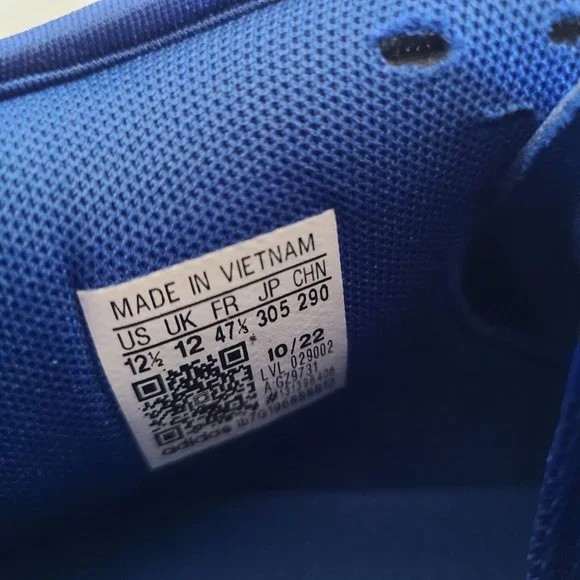 MADE IN VIETNAM
US UK FR JP CHN
12½ 12 47⅓ 305 290
10/22
LVL 029002
adidas